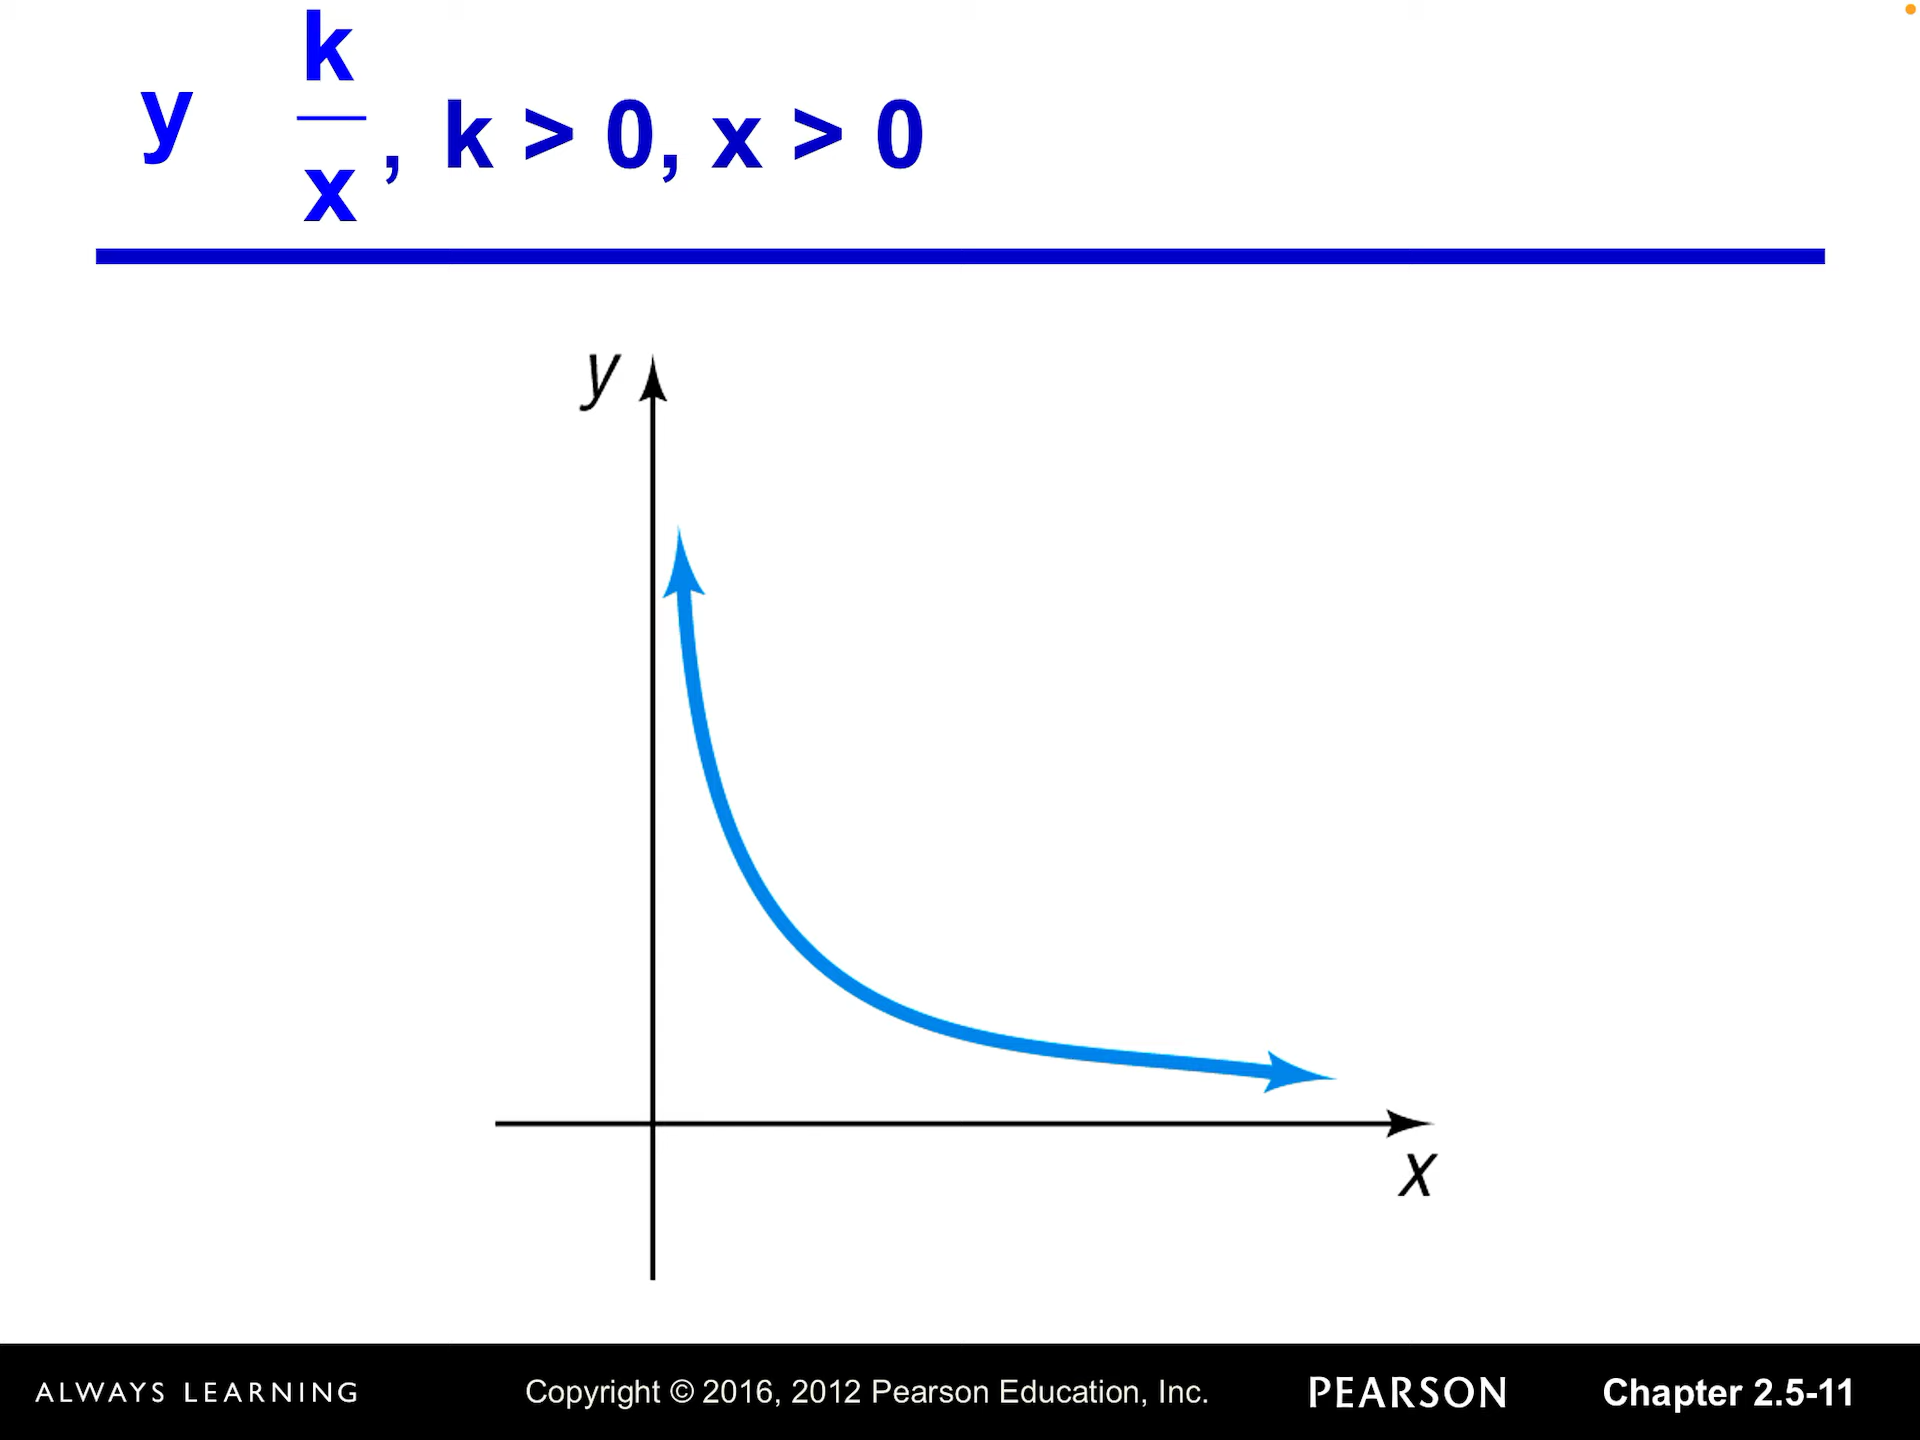 y k/x, k > 0, x > 0
y
x
ALWAYS LEARNING Copyright © 2016, 2012 Pearson Education, Inc. PEARSON Chapter 2.5-11